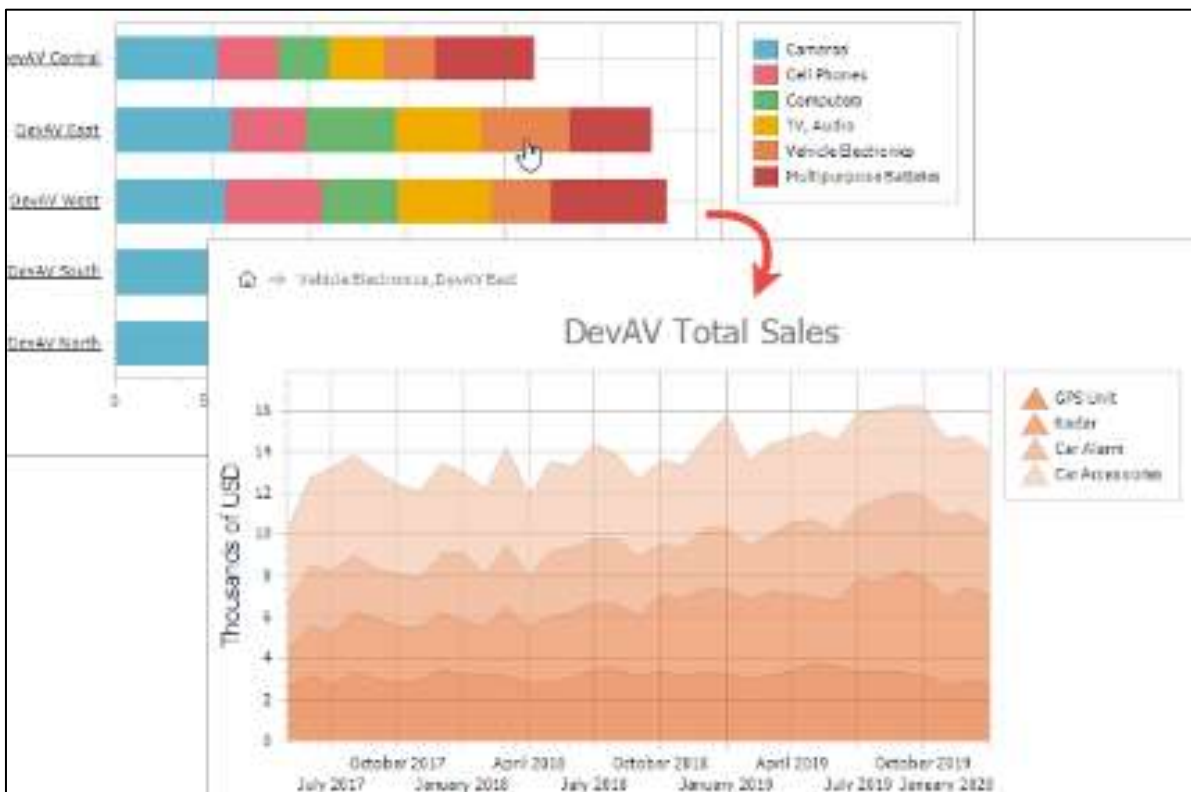 DevAV Central
Cameras
Cell Phones
Computers
DevAV East
TV, Audio
Vehicle Electronics
Multipurpose Batteries
DevAV West
DevAV South
Vehicle Electronics, DevAV East
DevAV Total Sales
DevAV North
0
5
GPS Unit
Radar
Car Alarm
Car Accessories
Thousands of USD
16
14
12
10
8
6
4
2
0
October 2017 April 2018 October 2018 April 2019 October 2019
July 2017 January 2018 July 2018 January 2019 July 2019 January 2020